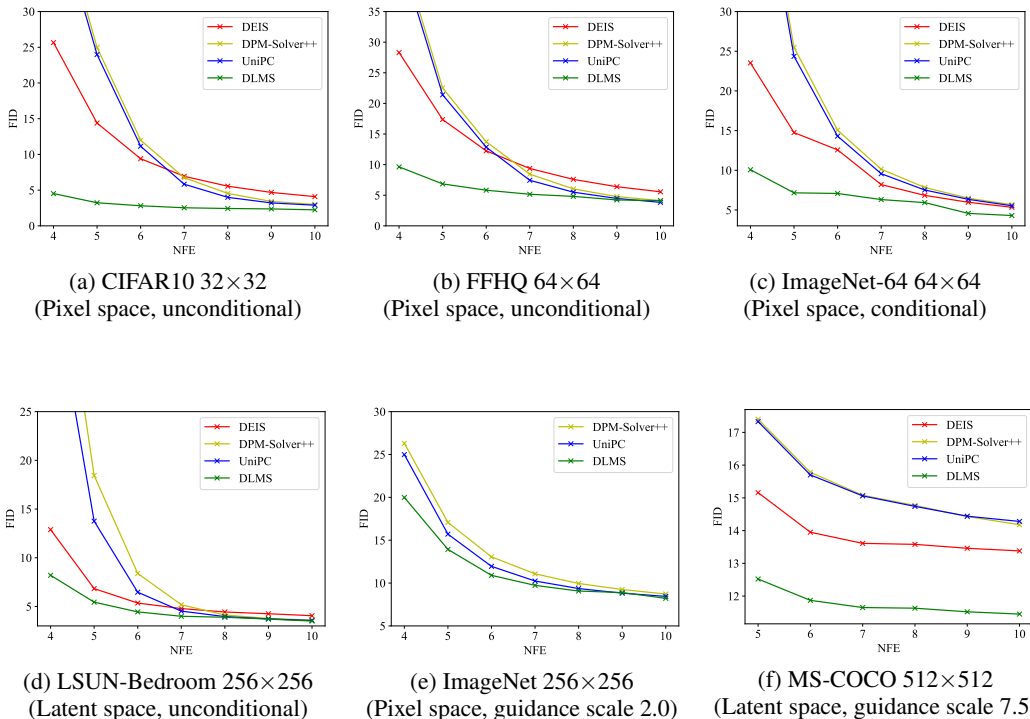 30
25
20
15
10
5
0
FID
4 5 6 7 8 9 10
NFE
DEIS
DPM-Solver++
UniPC
DLMS
(a) CIFAR10 32×32
(Pixel space, unconditional)
35
30
25
20
15
10
5
0
FID
4 5 6 7 8 9 10
NFE
DEIS
DPM-Solver++
UniPC
DLMS
(b) FFHQ 64×64
(Pixel space, unconditional)
30
25
20
15
10
5
FID
4 5 6 7 8 9 10
NFE
DEIS
DPM-Solver++
UniPC
DLMS
(c) ImageNet-64 64×64
(Pixel space, conditional)
25
20
15
10
5
FID
4 5 6 7 8 9 10
NFE
DEIS
DPM-Solver++
UniPC
DLMS
(d) LSUN-Bedroom 256×256
(Latent space, unconditional)
30
25
20
15
10
5
FID
4 5 6 7 8 9 10
NFE
DPM-Solver++
UniPC
DLMS
(e) ImageNet 256×256
(Pixel space, guidance scale 2.0)
17
16
15
14
13
12
FID
5 6 7 8 9 10
NFE
DEIS
DPM-Solver++
UniPC
DLMS
(f) MS-COCO 512×512
(Latent space, guidance scale 7.5